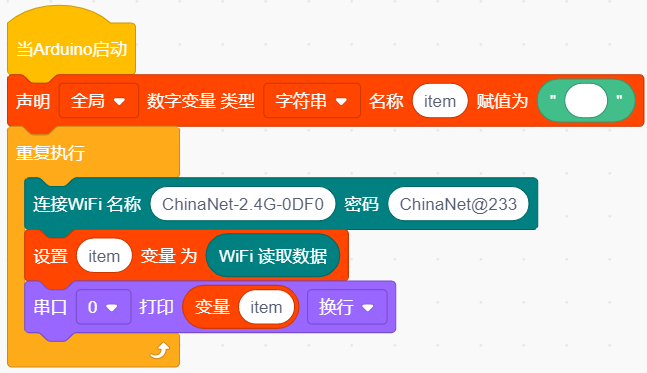 当Arduino启动
声明 全局 数字变量 类型 字符串 名称 item 赋值为 " "
重复执行
连接WiFi 名称 ChinaNet-2.4G-0DF0 密码 ChinaNet@233
设置 item 变量 为 WiFi 读取数据
串口 0 打印 变量 item 换行